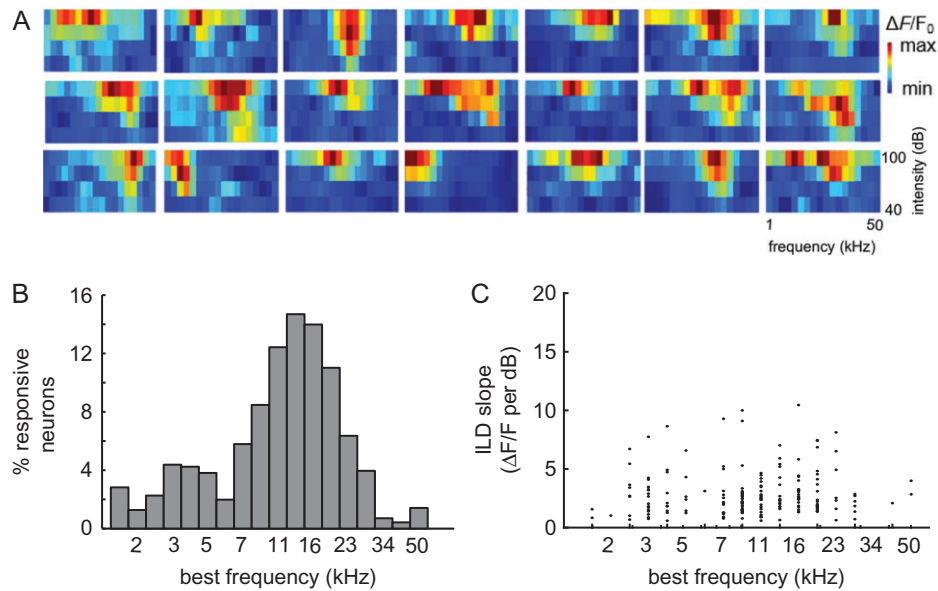 A
ΔF/F0
max
min
100
40
intensity (dB)
1 50
frequency (kHz)
B
16
12
8
4
0
% responsive
neurons
2 3 5 7 11 16 23 34 50
best frequency (kHz)
C
20
15
10
5
0
ILD slope
(ΔF/F per dB)
2 3 5 7 11 16 23 34 50
best frequency (kHz)